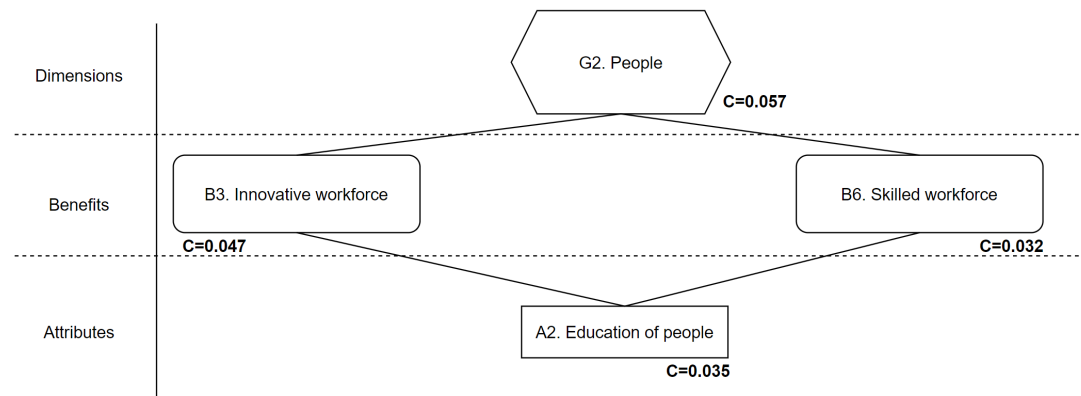 Dimensions
G2. People
C=0.057
Benefits
B3. Innovative workforce
B6. Skilled workforce
C=0.047
C=0.032
Attributes
A2. Education of people
C=0.035